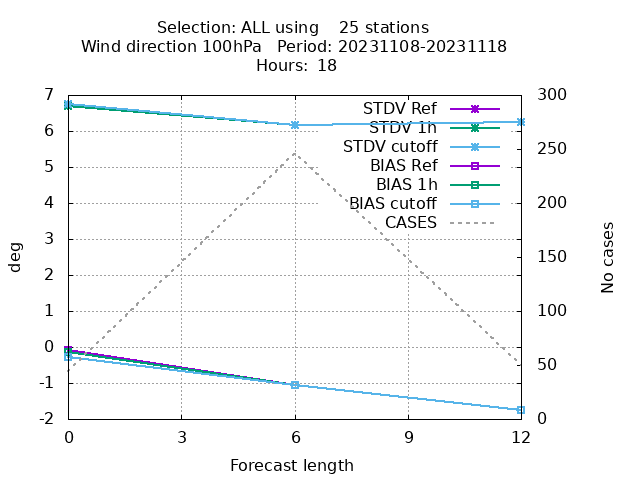 Selection: ALL using    25 stations
Wind direction 100hPa   Period: 20231108-20231118
Hours: 18
7
6
5
4
3
2
1
0
-1
-2
deg
300
250
200
150
100
50
0
No cases
STDV Ref
STDV 1h
STDV cutoff
BIAS Ref
BIAS 1h
BIAS cutoff
CASES
0 3 6 9 12
Forecast length